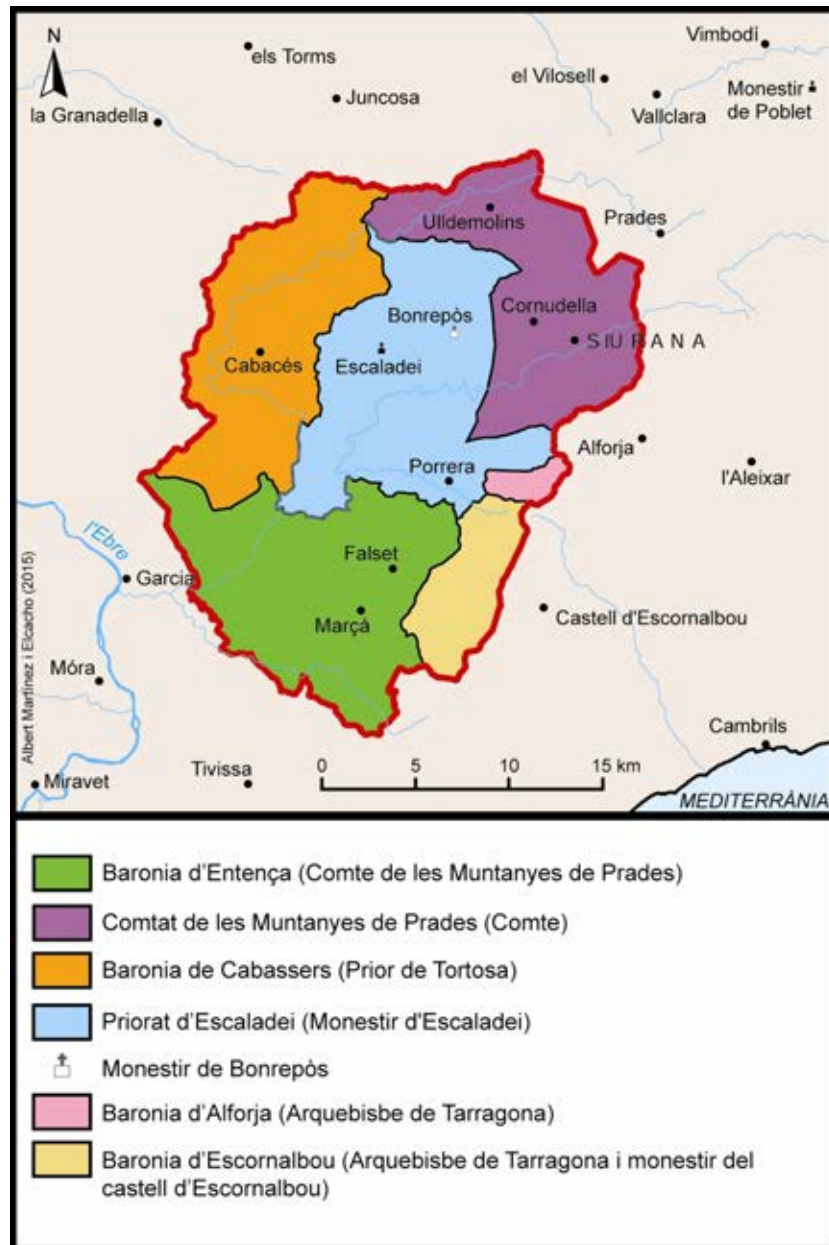 N
els Torms
Vimbodí
el Vilosell
Juncosa
Monestir
de Poblet
Vallclara
la Granadella
Ulldemolins
Prades
Cornudella
Bonrepòs
SIURANA
Cabacés
Escaladei
Alforja
l'Aleixar
Porrera
l'Ebre
Falset
Garcia
Marçà
Castell d'Escornalbou
Móra
Cambrils
Tivissa
0 5 10 15 km
Miravet
MEDITERRÀNIA
Albert Martínez i Elcacho (2015)
Baronia d'Entença (Comte de les Muntanyes de Prades)
Comtat de les Muntanyes de Prades (Comte)
Baronia de Cabassers (Prior de Tortosa)
Priorat d'Escaladei (Monestir d'Escaladei)
Monestir de Bonrepòs
Baronia d'Alforja (Arquebisbe de Tarragona)
Baronia d'Escornalbou (Arquebisbe de Tarragona i monestir del
castell d'Escornalbou)